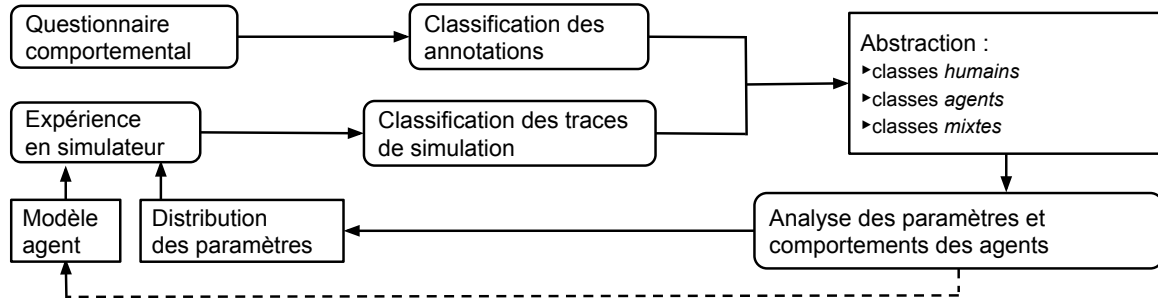 Questionnaire
comportemental
Classification des
annotations
Abstraction :
▸classes humains
▸classes agents
▸classes mixtes
Expérience
en simulateur
Classification des traces
de simulation
Modèle
agent
Distribution
des paramètres
Analyse des paramètres et
comportements des agents